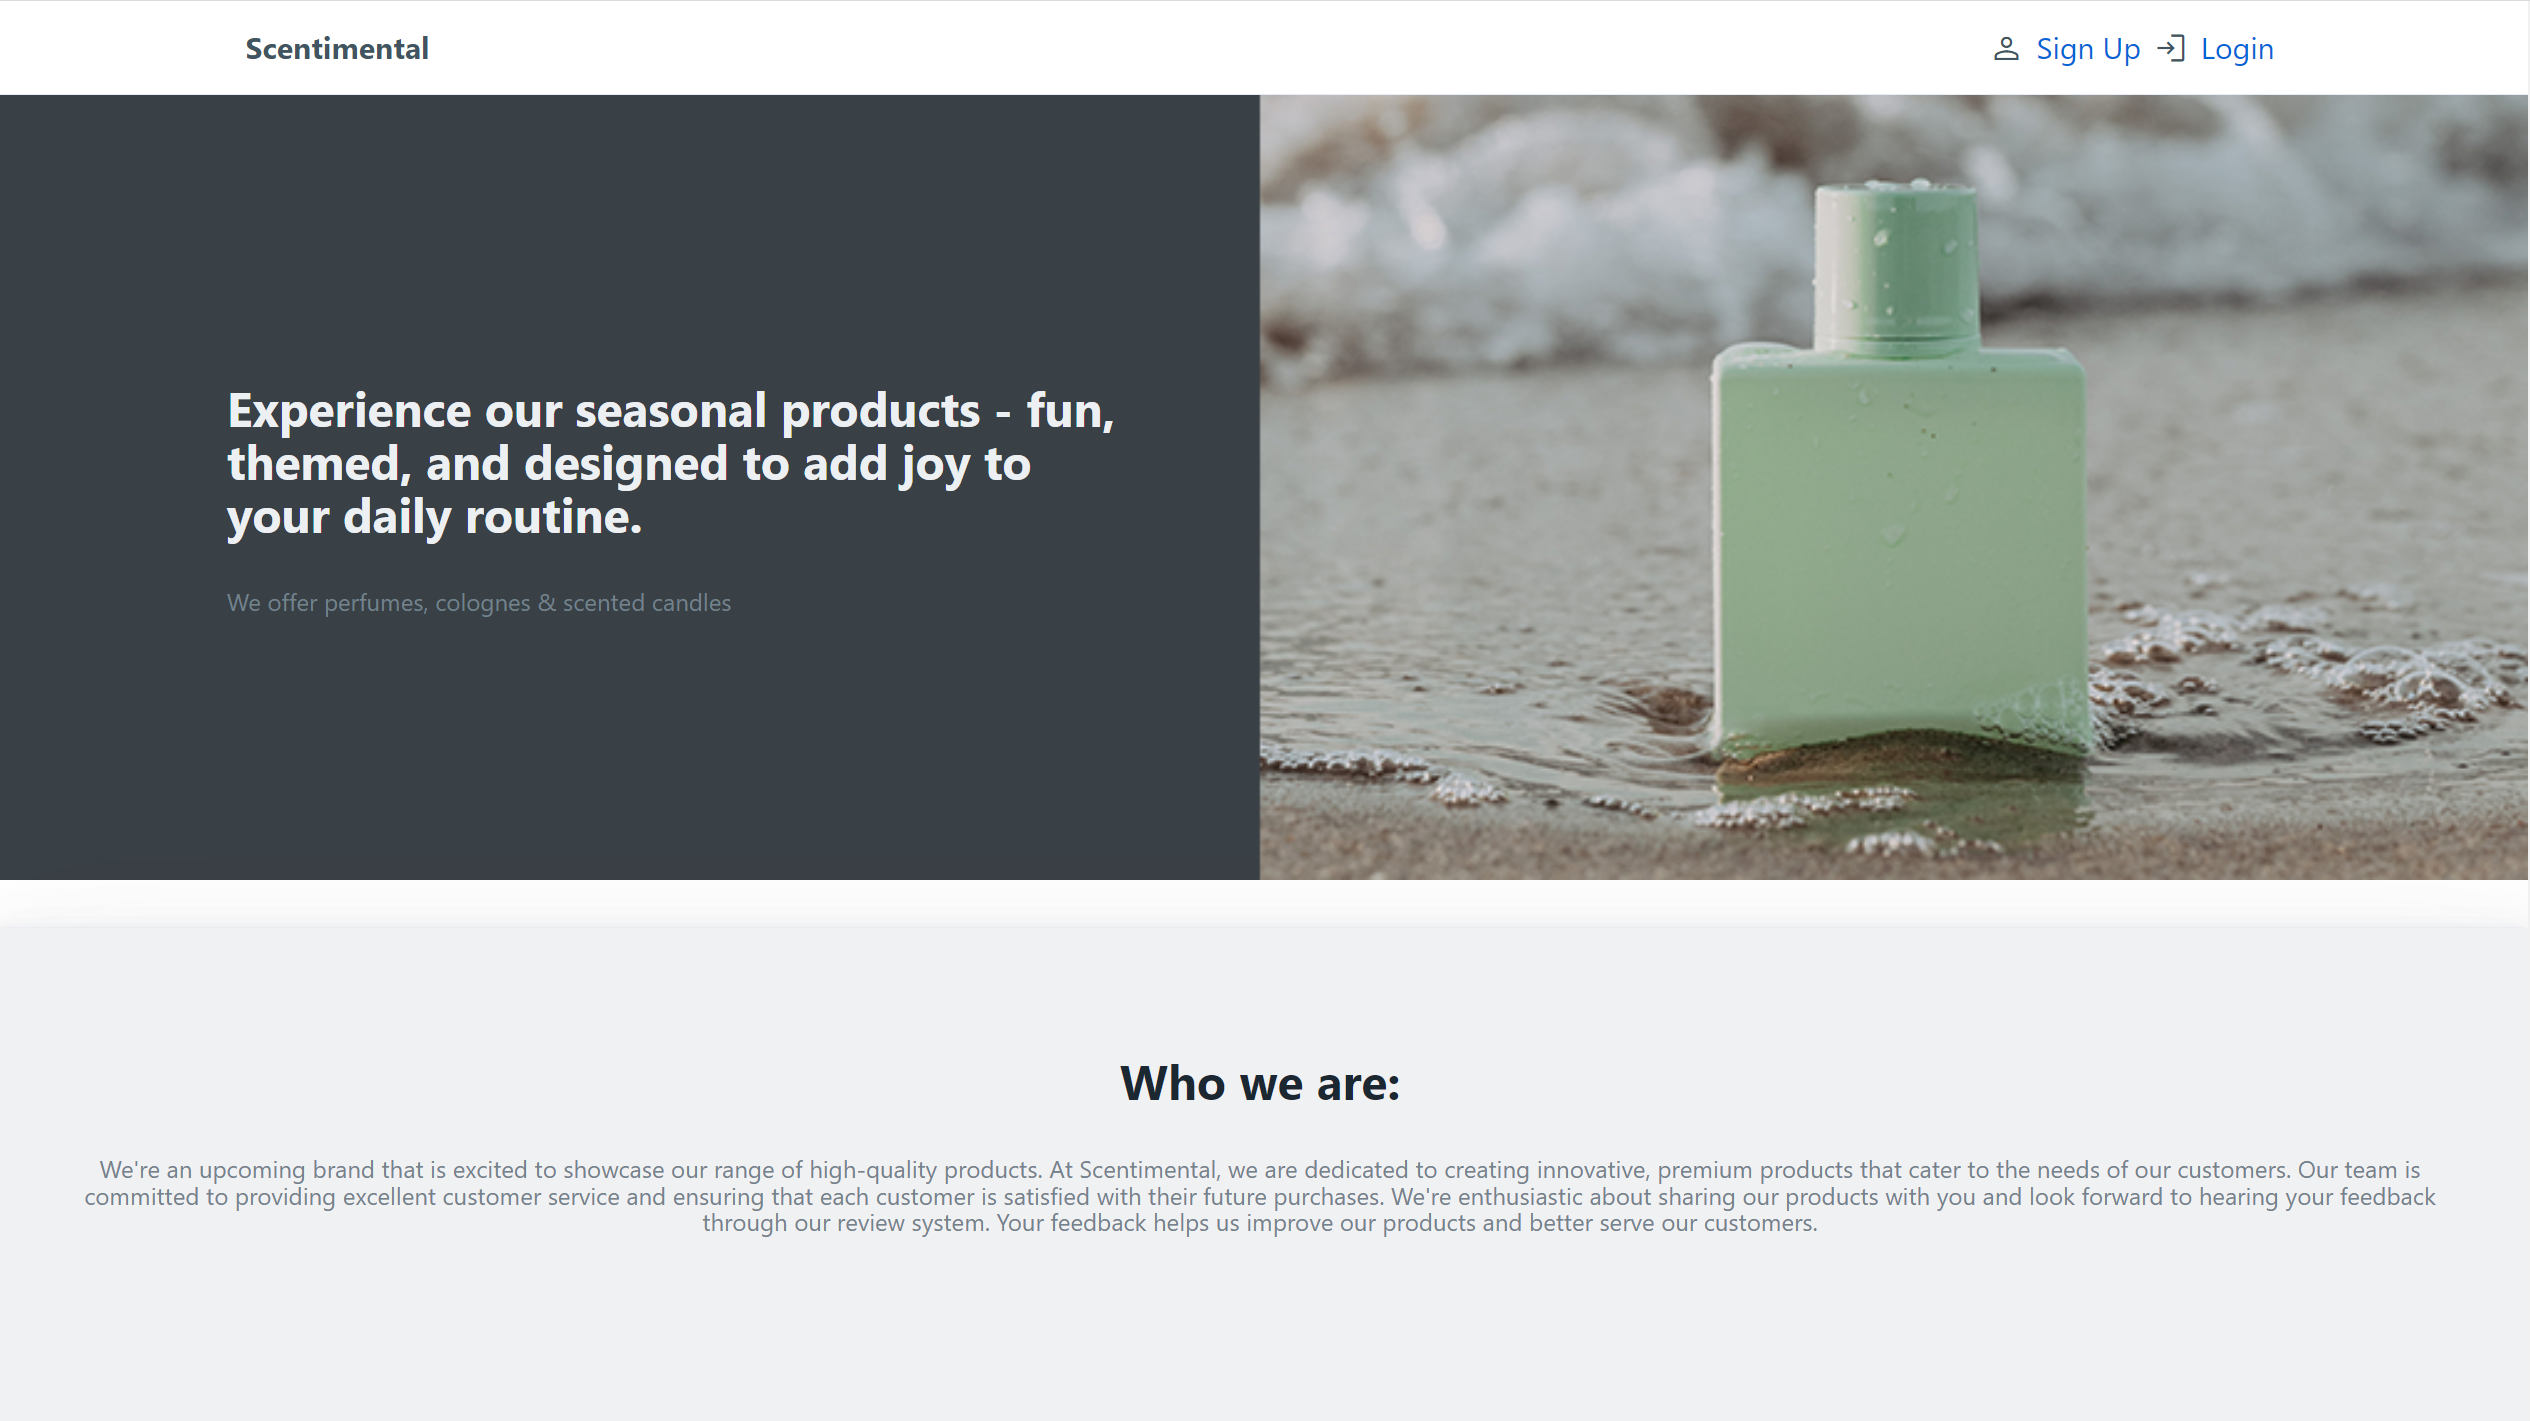 Scentimental
Sign Up
Login
Experience our seasonal products - fun,
themed, and designed to add joy to
your daily routine.
We offer perfumes, colognes & scented candles
Who we are:
We're an upcoming brand that is excited to showcase our range of high-quality products. At Scentimental, we are dedicated to creating innovative, premium products that cater to the needs of our customers. Our team is
committed to providing excellent customer service and ensuring that each customer is satisfied with their future purchases. We're enthusiastic about sharing our products with you and look forward to hearing your feedback
through our review system. Your feedback helps us improve our products and better serve our customers.